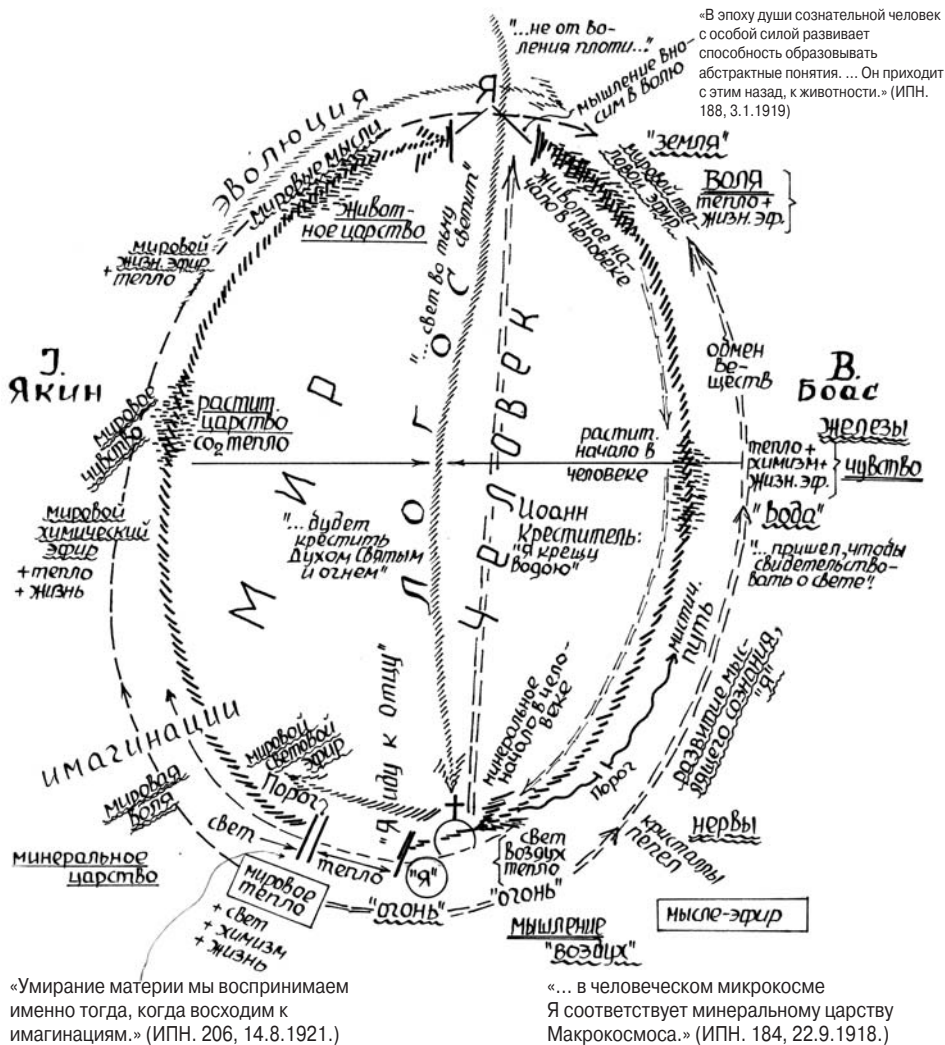 «В эпоху души сознательной человек
с особой силой развивает
способность образовывать
абстрактные понятия. ... Он приходит
с этим назад, к животности.» (ИПН.
188, 3.1.1919)
"...не от во-
ления плоти..."
Я
мышление вно-
сим в волю
ЭВОЛЮЦИЯ
мировые мысли
"Земля"
мировой теп-
ловой эфир
ВОЛЯ
тепло+
жизн. эф.
живот-
ное царство
животное на-
чало в человеке
"...свет во тьму
светит"
мировой
жизн. эфир
+ тепло
J.
Якин
обмен
ве-
ществ
В.
Боас
мировое
чувство
растит.
царство
co₂ тепло
растит.
начало в
человеке
железы
тепло+
химизм+
жизн. эф.
чувство
"вода"
МИР
ЛОГОС
ЧЕЛОВЕК
мировой
химический
эфир
+ тепло
+ жизнь
"...будет
крестить
Духом Святым
и огнем"
Иоанн
Креститель:
"Я крещу
водою"
"...пришел, чтобы
свидетельство-
вать о свете".
мистич.
путь
развитие мыс-
лящего сознания,
"Я"
минеральное
начало в чело-
веке
имагинации
"Я иду к отцу"
мировой
световой
эфир
Порог
Порог
мировая
воля
нервы
кристаллы
пепел
свет
тепло
"Я"
свет
воздух
тепло
минеральное
царство
мировое
тепло
+ свет
+ химизм
+ жизнь
"огонь"
"огонь"
мысле-эфир
мышление
"воздух"
«Умирание материи мы воспринимаем
именно тогда, когда восходим к
имагинациям.» (ИПН. 206, 14.8.1921.)
«... в человеческом микрокосме
Я соответствует минеральному царству
Макрокосмоса.» (ИПН. 184, 22.9.1918.)